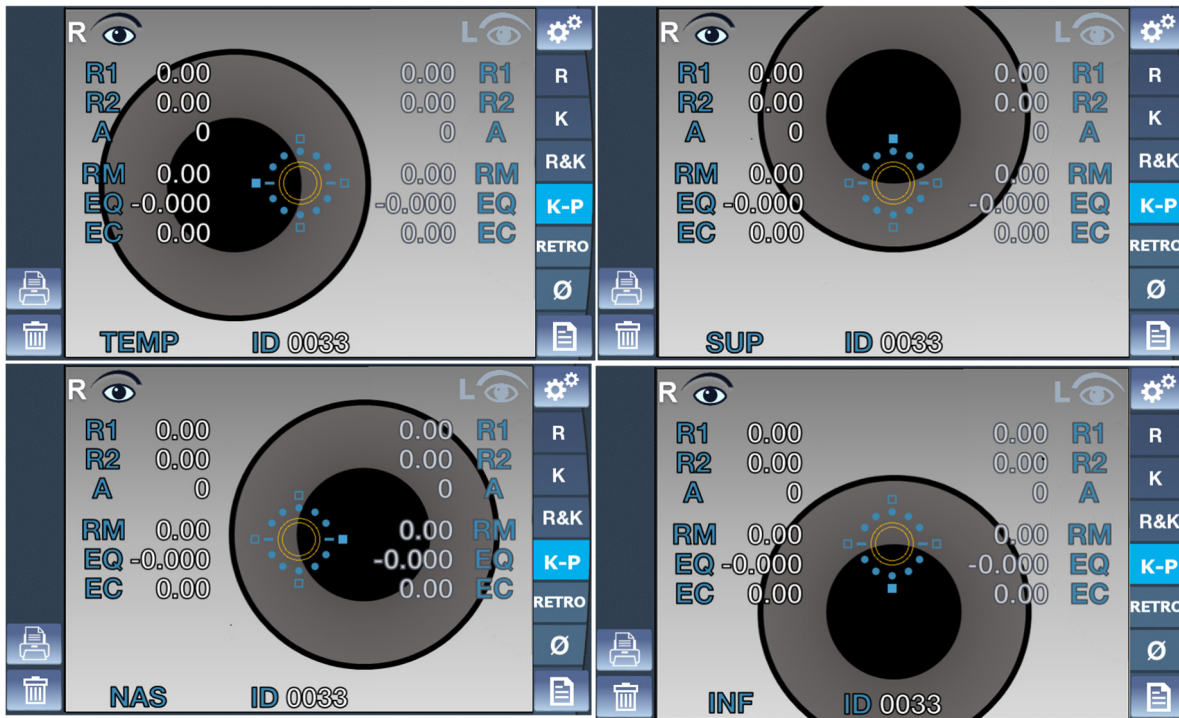 R L
R1 0.00 0.00 R1 R
R2 0.00 0.00 R2
A 0 0 A K
R&K
RM 0.00 0.00 RM
EQ -0.000 -0.000 EQ K-P
EC 0.00 0.00 EC RETRO
Ø
TEMP ID 0033
R L
R1 0.00 0.00 R1 R
R2 0.00 0.00 R2
A 0 0 A K
R&K
RM 0.00 0.00 RM
EQ -0.000 -0.000 EQ K-P
EC 0.00 0.00 EC RETRO
Ø
SUP ID 0033
R L
R1 0.00 0.00 R1 R
R2 0.00 0.00 R2
A 0 0 A K
R&K
RM 0.00 0.00 RM
EQ -0.000 -0.000 EQ K-P
EC 0.00 0.00 EC RETRO
Ø
NAS ID 0033
R L
R1 0.00 0.00 R1 R
R2 0.00 0.00 R2
A 0 0 A K
R&K
RM 0.00 0.00 RM
EQ -0.000 -0.000 EQ K-P
EC 0.00 0.00 EC RETRO
Ø
INF ID 0033